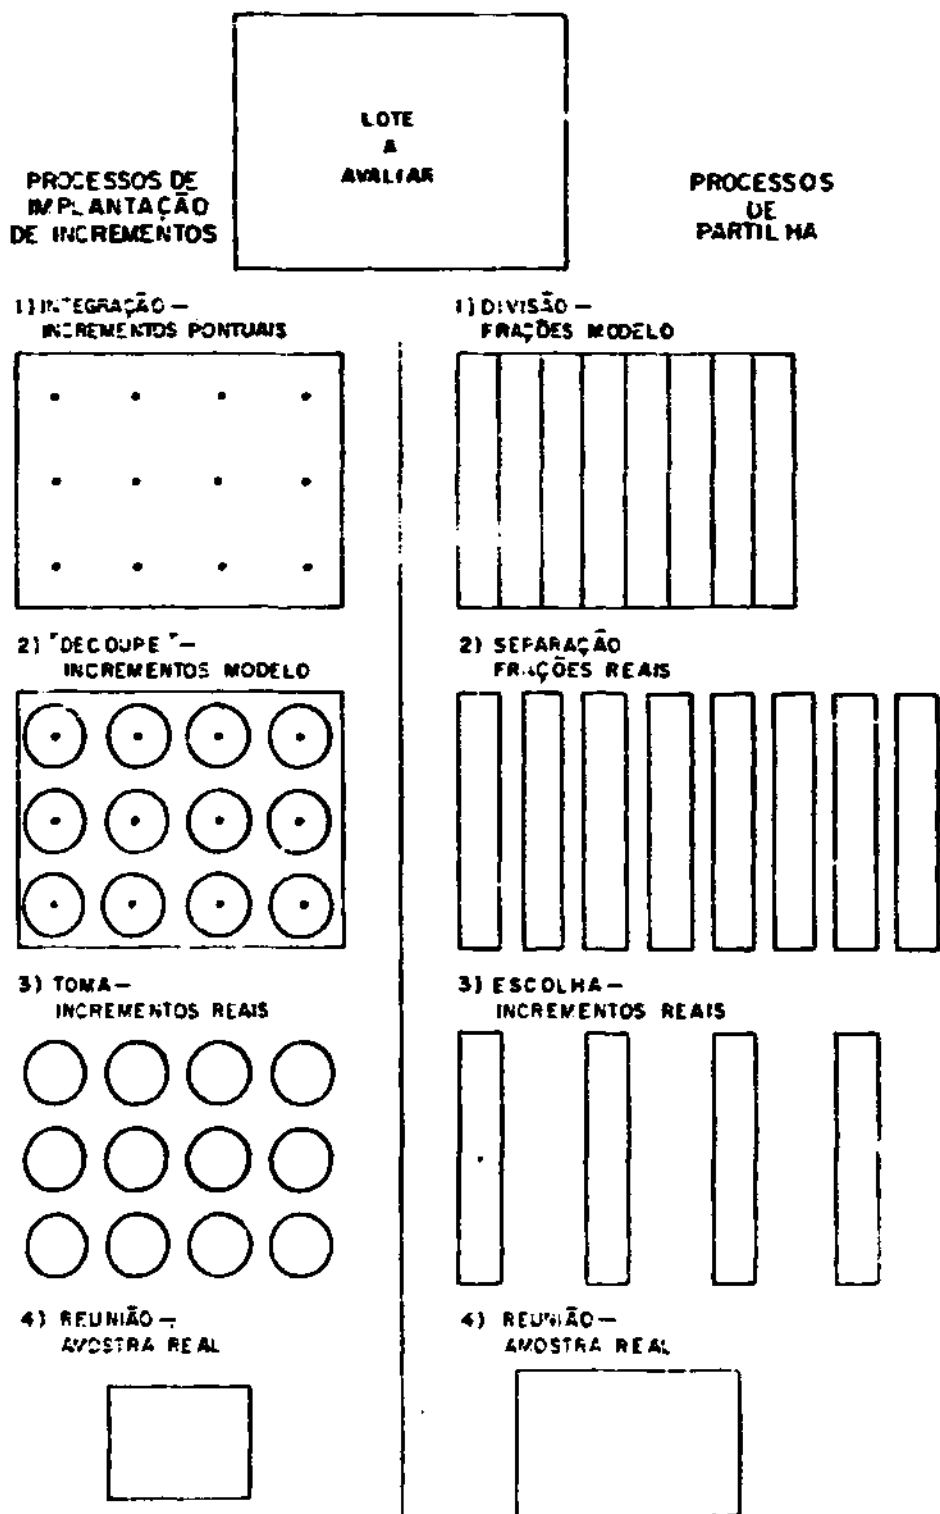 LOTE
A
AVALIAR
PROCESSOS DE
IMPLANTAÇÃO
DE INCREMENTOS
PROCESSOS
DE
PARTILHA
1) INTEGRAÇÃO —
INCREMENTOS PONTUAIS
2) "DECOUPE" —
INCREMENTOS MODELO
3) TOMA —
INCREMENTOS REAIS
4) REUNIÃO —
AMOSTRA REAL
1) DIVISÃO —
FRAÇÕES MODELO
2) SEPARAÇÃO
FRAÇÕES REAIS
3) ESCOLHA —
INCREMENTOS REAIS
4) REUNIÃO —
AMOSTRA REAL